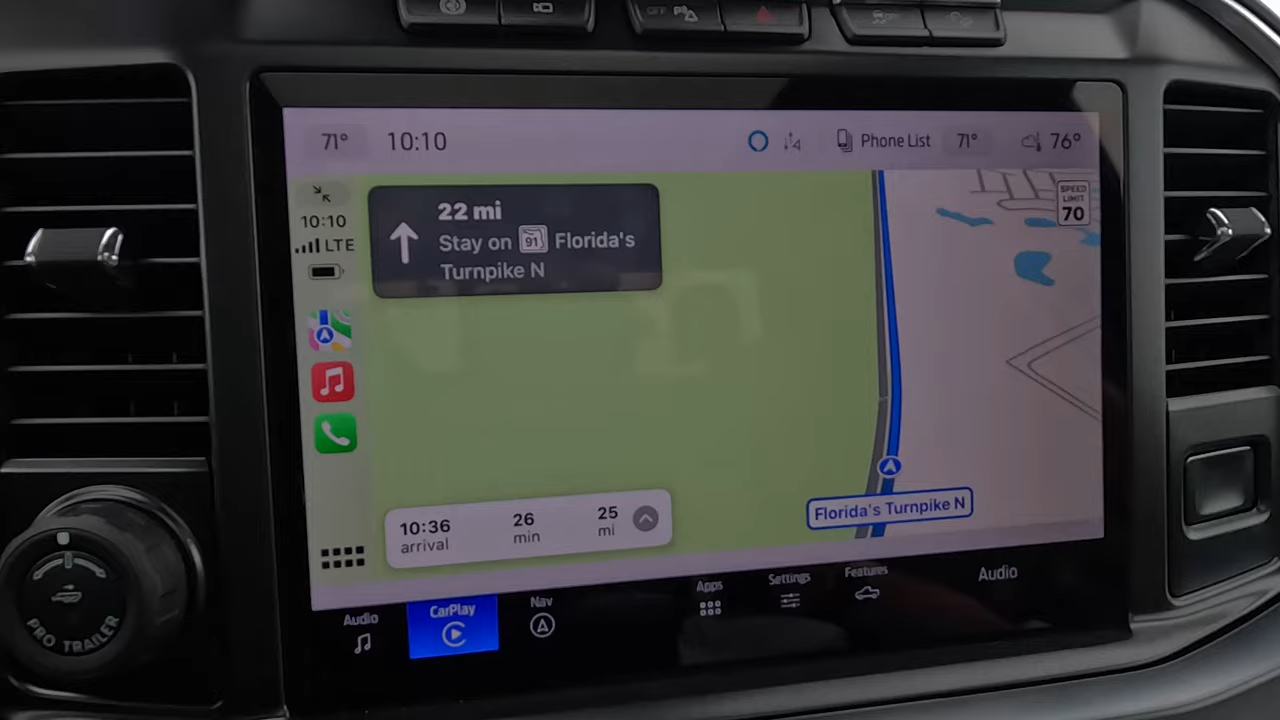 OFF
71°
10:10
Phone List
71°
76°
10:10
LTE
22 mi
Stay on 91 Florida's
Turnpike N
SPEED
LIMIT
70
10:36
arrival
26
min
25
mi
Florida's Turnpike N
Audio
CarPlay
Nav
Apps
Settings
Features
Audio
PRO TRAILER